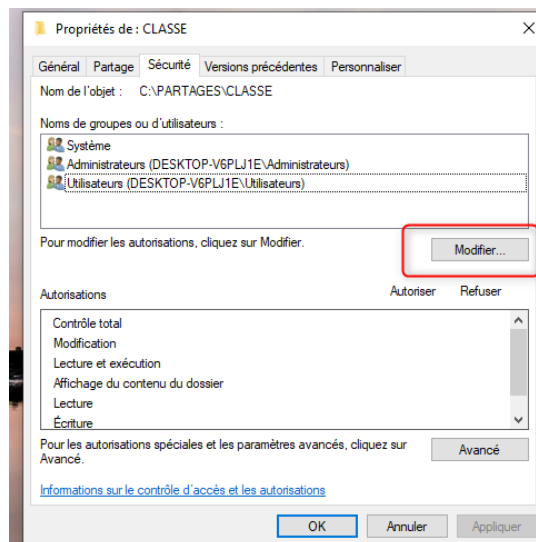 Propriétés de : CLASSE
Général Partage Sécurité Versions précédentes Personnaliser
Nom de l'objet : C:\PARTAGES\CLASSE
Noms de groupes ou d'utilisateurs :
Système
Administrateurs (DESKTOP-V6PLJ1E\Administrateurs)
Utilisateurs (DESKTOP-V6PLJ1E\Utilisateurs)
Pour modifier les autorisations, cliquez sur Modifier.
Modifier...
Autorisations Autoriser Refuser
Contrôle total
Modification
Lecture et exécution
Affichage du contenu du dossier
Lecture
Écriture
Pour les autorisations spéciales et les paramètres avancés, cliquez sur
Avancé.
Avancé
Informations sur le contrôle d'accès et les autorisations
OK Annuler Appliquer